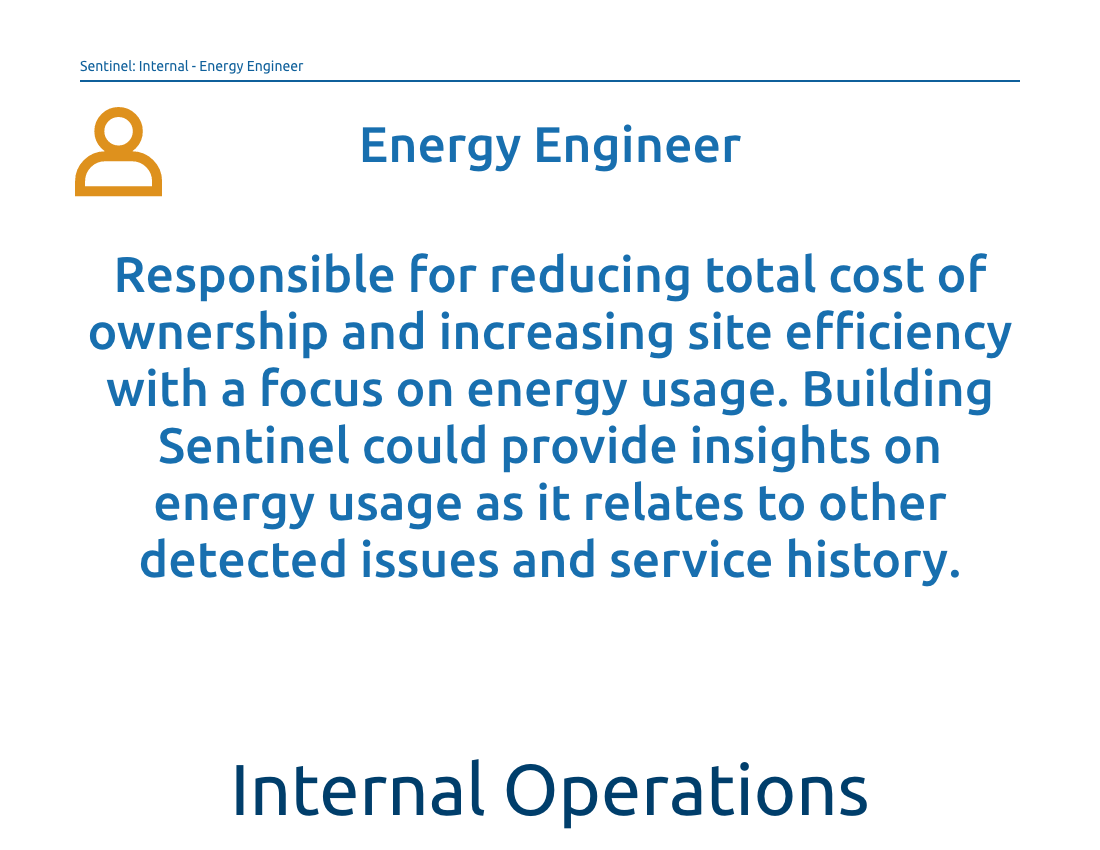 Sentinel: Internal - Energy Engineer
Energy Engineer
Responsible for reducing total cost of
ownership and increasing site efficiency
with a focus on energy usage. Building
Sentinel could provide insights on
energy usage as it relates to other
detected issues and service history.
Internal Operations